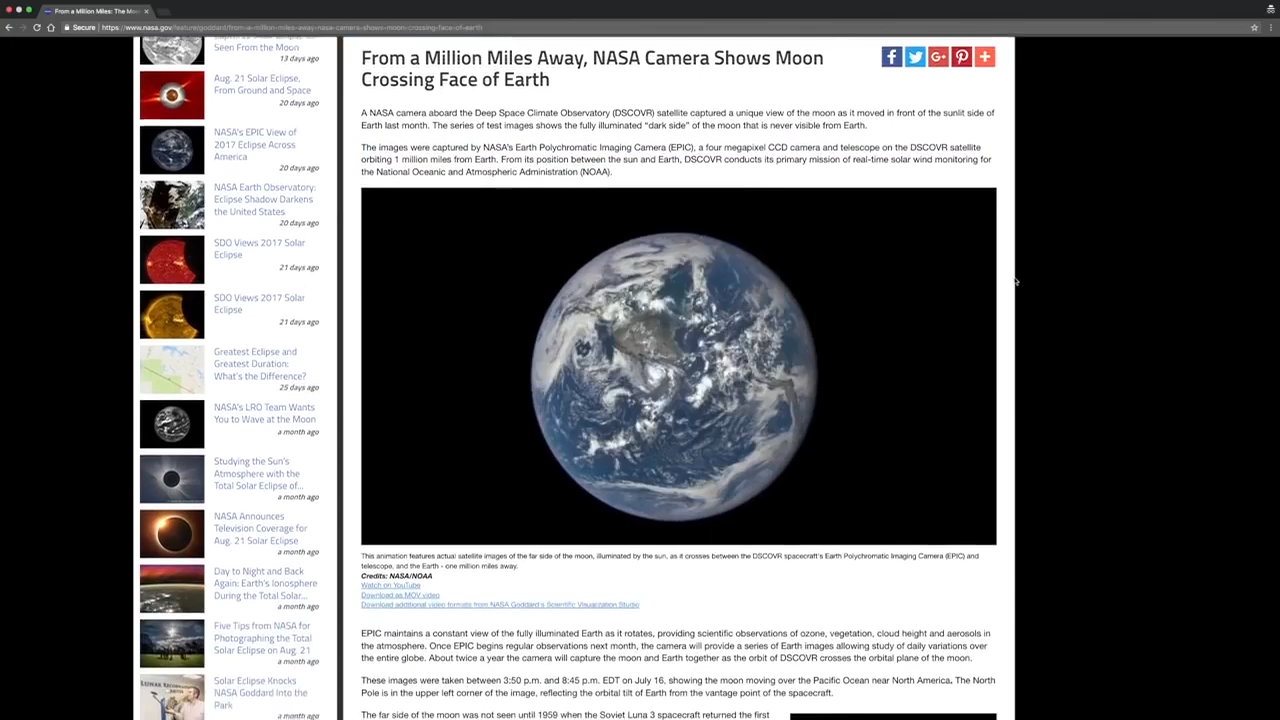 From a Million Miles: The Moo
Secure | https://www.nasa.gov/feature/goddard/from-a-million-miles-away-nasa-camera-shows-moon-crossing-face-of-earth
Seen From the Moon
13 days ago
Aug. 21 Solar Eclipse,
From Ground and Space
20 days ago
NASA's EPIC View of
2017 Eclipse Across
America
20 days ago
NASA Earth Observatory:
Eclipse Shadow Darkens
the United States
20 days ago
SDO Views 2017 Solar
Eclipse
21 days ago
SDO Views 2017 Solar
Eclipse
21 days ago
Greatest Eclipse and
Greatest Duration:
What's the Difference?
25 days ago
NASA's LRO Team Wants
You to Wave at the Moon
a month ago
Studying the Sun's
Atmosphere with the
Total Solar Eclipse of...
a month ago
NASA Announces
Television Coverage for
Aug. 21 Solar Eclipse
a month ago
Day to Night and Back
Again: Earth's Ionosphere
During the Total Solar...
a month ago
Five Tips from NASA for
Photographing the Total
Solar Eclipse on Aug. 21
a month ago
Solar Eclipse Knocks
NASA Goddard Into the
Park
a month ago
From a Million Miles Away, NASA Camera Shows Moon
Crossing Face of Earth
A NASA camera aboard the Deep Space Climate Observatory (DSCOVR) satellite captured a unique view of the moon as it moved in front of the sunlit side of
Earth last month. The series of test images shows the fully illuminated “dark side” of the moon that is never visible from Earth.
The images were captured by NASA's Earth Polychromatic Imaging Camera (EPIC), a four megapixel CCD camera and telescope on the DSCOVR satellite
orbiting 1 million miles from Earth. From its position between the sun and Earth, DSCOVR conducts its primary mission of real-time solar wind monitoring for
the National Oceanic and Atmospheric Administration (NOAA).
This animation features actual satellite images of the far side of the moon, illuminated by the sun, as it crosses between the DSCOVR spacecraft's Earth Polychromatic Imaging Camera (EPIC) and
telescope, and the Earth - one million miles away.
Credits: NASA/NOAA
Watch on YouTube
Download as MOV video
Download additional video formats from NASA Goddard's Scientific Visualization Studio
EPIC maintains a constant view of the fully illuminated Earth as it rotates, providing scientific observations of ozone, vegetation, cloud height and aerosols in
the atmosphere. Once EPIC begins regular observations next month, the camera will provide a series of Earth images allowing study of daily variations over
the entire globe. About twice a year the camera will capture the moon and Earth together as the orbit of DSCOVR crosses the orbital plane of the moon.
These images were taken between 3:50 p.m. and 8:45 p.m. EDT on July 16, showing the moon moving over the Pacific Ocean near North America. The North
Pole is in the upper left corner of the image, reflecting the orbital tilt of Earth from the vantage point of the spacecraft.
The far side of the moon was not seen until 1959 when the Soviet Luna 3 spacecraft returned the first